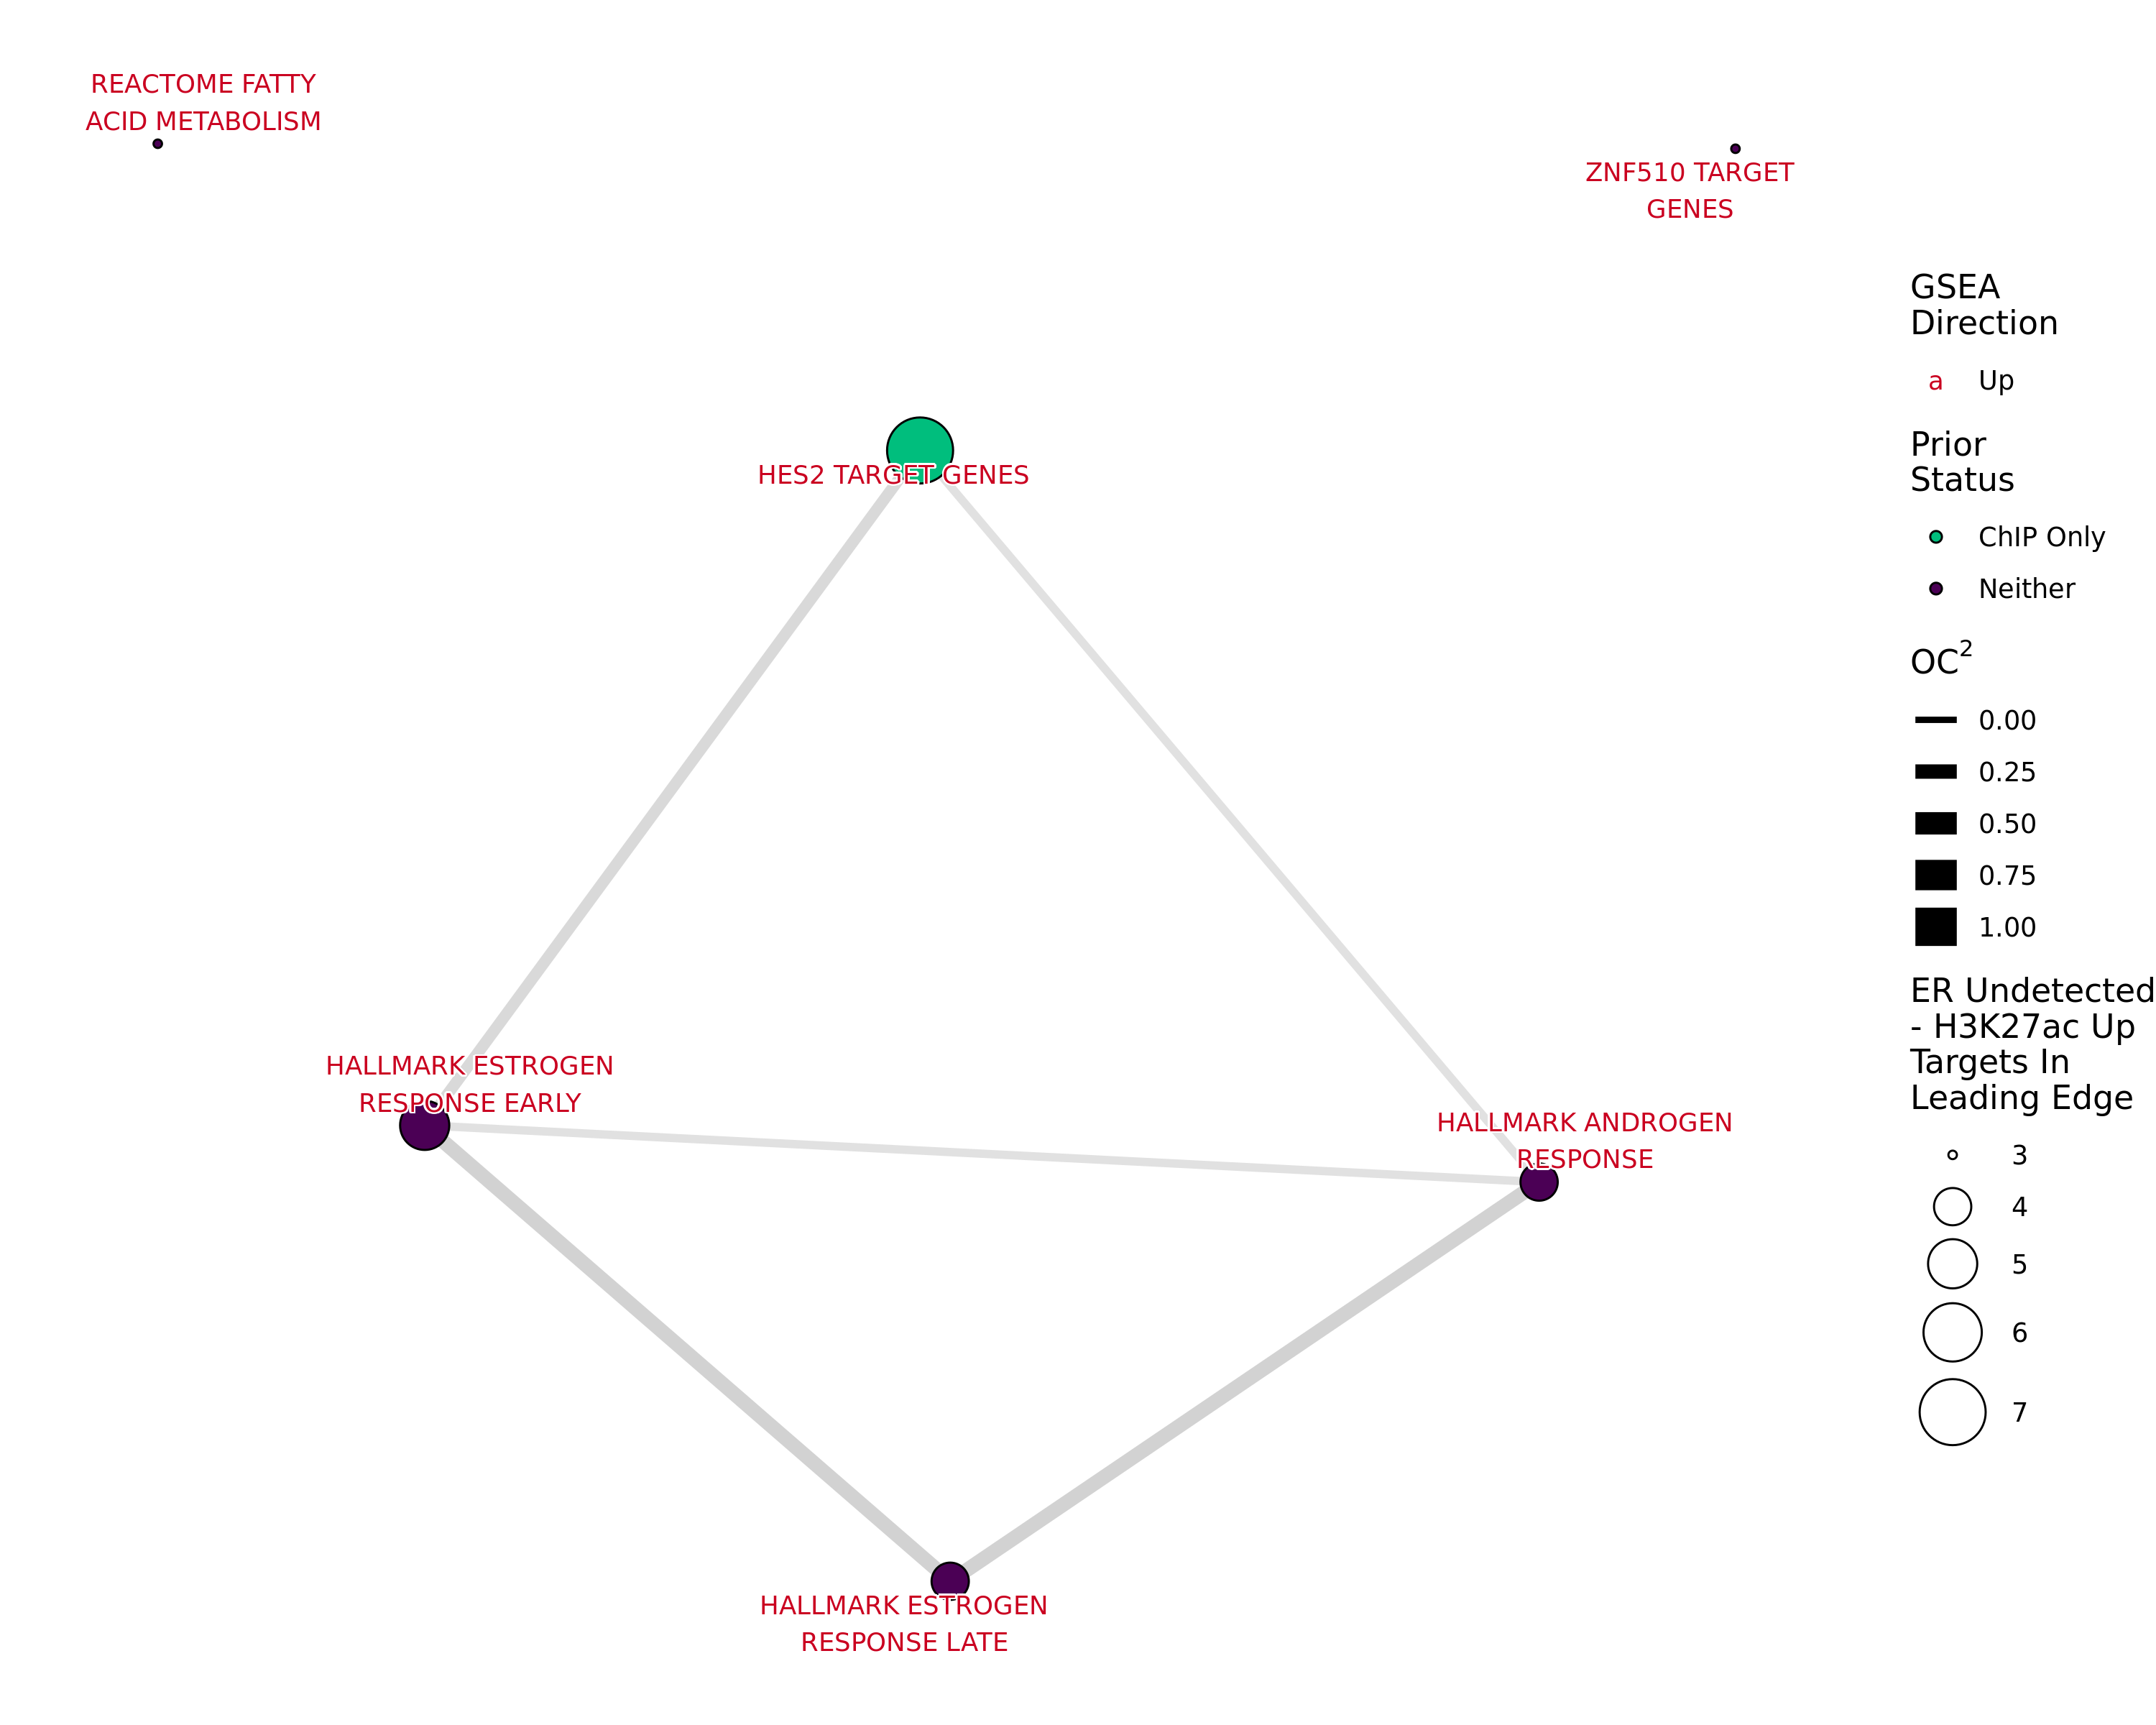 REACTOME FATTY
ACID METABOLISM
ZNF510 TARGET
GENES
HES2 TARGET GENES
HALLMARK ESTROGEN
RESPONSE EARLY
HALLMARK ANDROGEN
RESPONSE
HALLMARK ESTROGEN
RESPONSE LATE
GSEA
Direction
a Up
Prior
Status
ChIP Only
Neither
OC²
0.00
0.25
0.50
0.75
1.00
ER Undetected
- H3K27ac Up
Targets In
Leading Edge
3
4
5
6
7